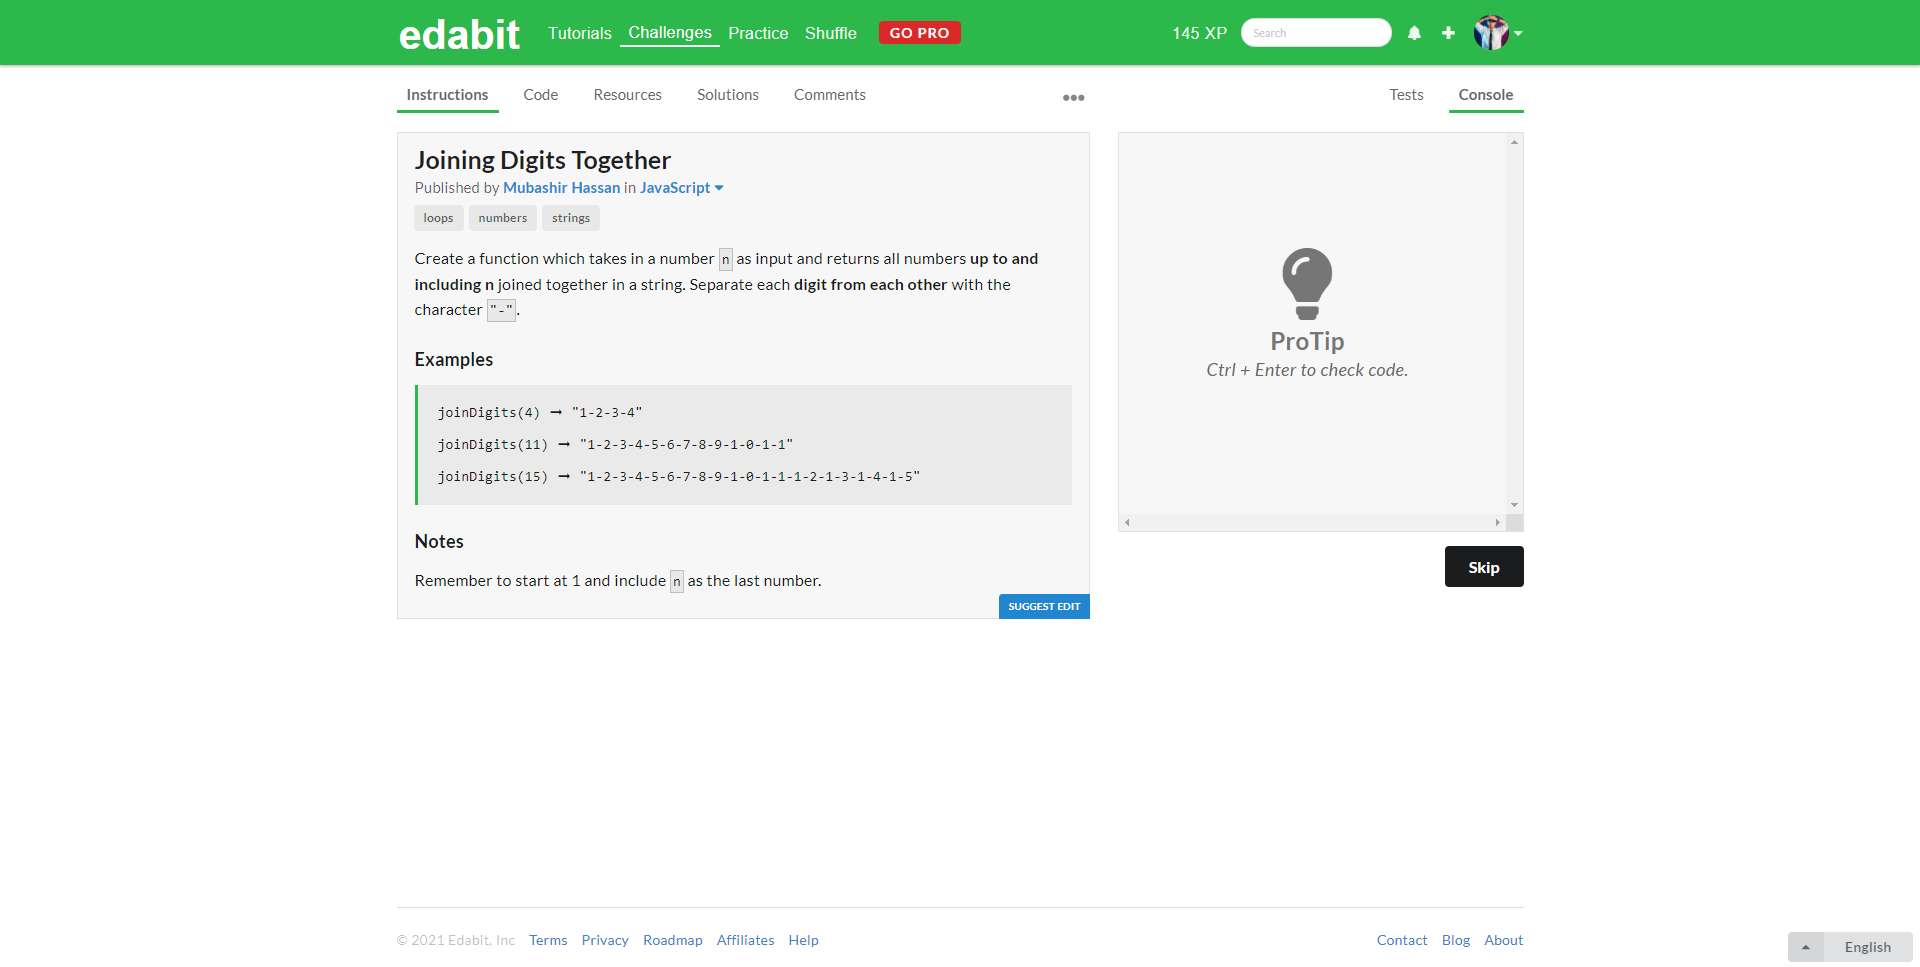 edabit Tutorials Challenges Practice Shuffle GO PRO 145 XP Search
Instructions Code Resources Solutions Comments Tests Console
Joining Digits Together
Published by Mubashir Hassan in JavaScript
loops numbers strings
Create a function which takes in a number n as input and returns all numbers up to and
including n joined together in a string. Separate each digit from each other with the
character "-".
Examples
joinDigits(4) ➞ "1-2-3-4"
joinDigits(11) ➞ "1-2-3-4-5-6-7-8-9-1-0-1-1"
joinDigits(15) ➞ "1-2-3-4-5-6-7-8-9-1-0-1-1-1-2-1-3-1-4-1-5"
Notes
Remember to start at 1 and include n as the last number.
SUGGEST EDIT
ProTip
Ctrl + Enter to check code.
Skip
© 2021 Edabit, Inc Terms Privacy Roadmap Affiliates Help Contact Blog About
English